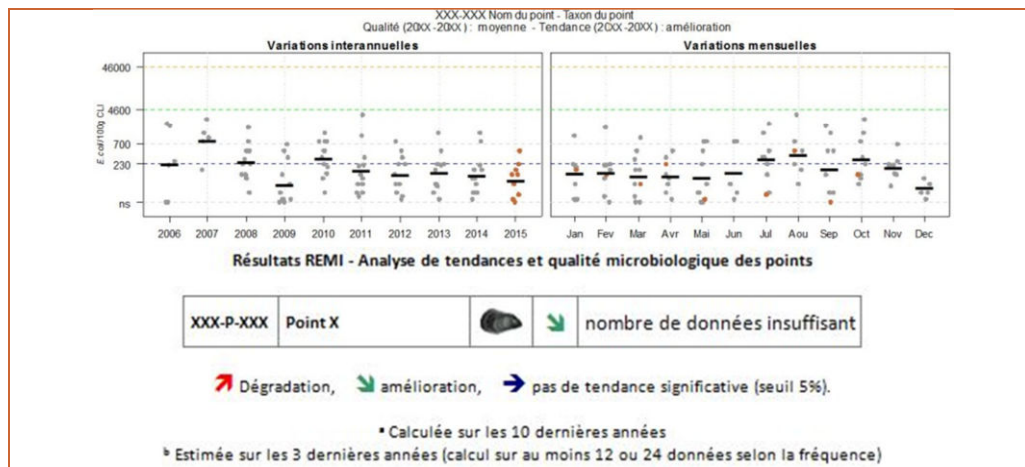 XXX-XXX Nom du point - Taxon du point
Qualité (20XX-20XX) : moyenne - Tendance (2CXX-20XX) : amélioration
Variations interannuelles
Variations mensuelles
E.coli/100g CLI
46000
4600
700
230
ns
2006 2007 2008 2009 2010 2011 2012 2013 2014 2015
Jan Fev Mar Avr Mai Jun Jul Aou Sep Oct Nov Dec
Résultats REMI - Analyse de tendances et qualité microbiologique des points
XXX-P-XXX Point X nombre de données insuffisant
Dégradation, amélioration, pas de tendance significative (seuil 5%).
ª Calculée sur les 10 dernières années
ᵇ Estimée sur les 3 dernières années (calcul sur au moins 12 ou 24 données selon la fréquence)